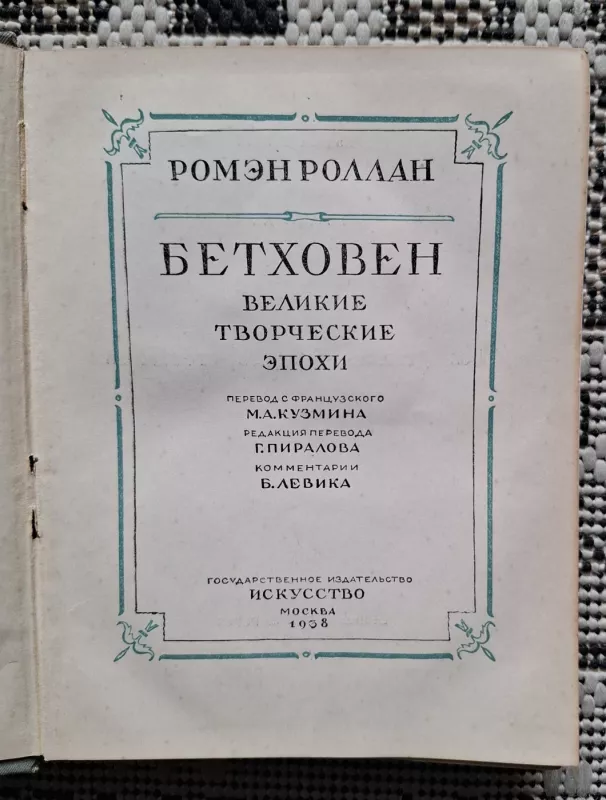 РОМЭН РОЛЛАН
БЕТХОВЕН
ВЕЛИКИЕ
ТВОРЧЕСКИЕ
ЭПОХИ
ПЕРЕВОД С ФРАНЦУЗСКОГО
М.А.КУЗМИНА
РЕДАКЦИЯ ПЕРЕВОДА
Г.ПИРАЛОВА
КОММЕНТАРИИ
Б.ЛЕВИКА
ГОСУДАРСТВЕННОЕ ИЗДАТЕЛЬСТВО
ИСКУССТВО
МОСКВА
1938